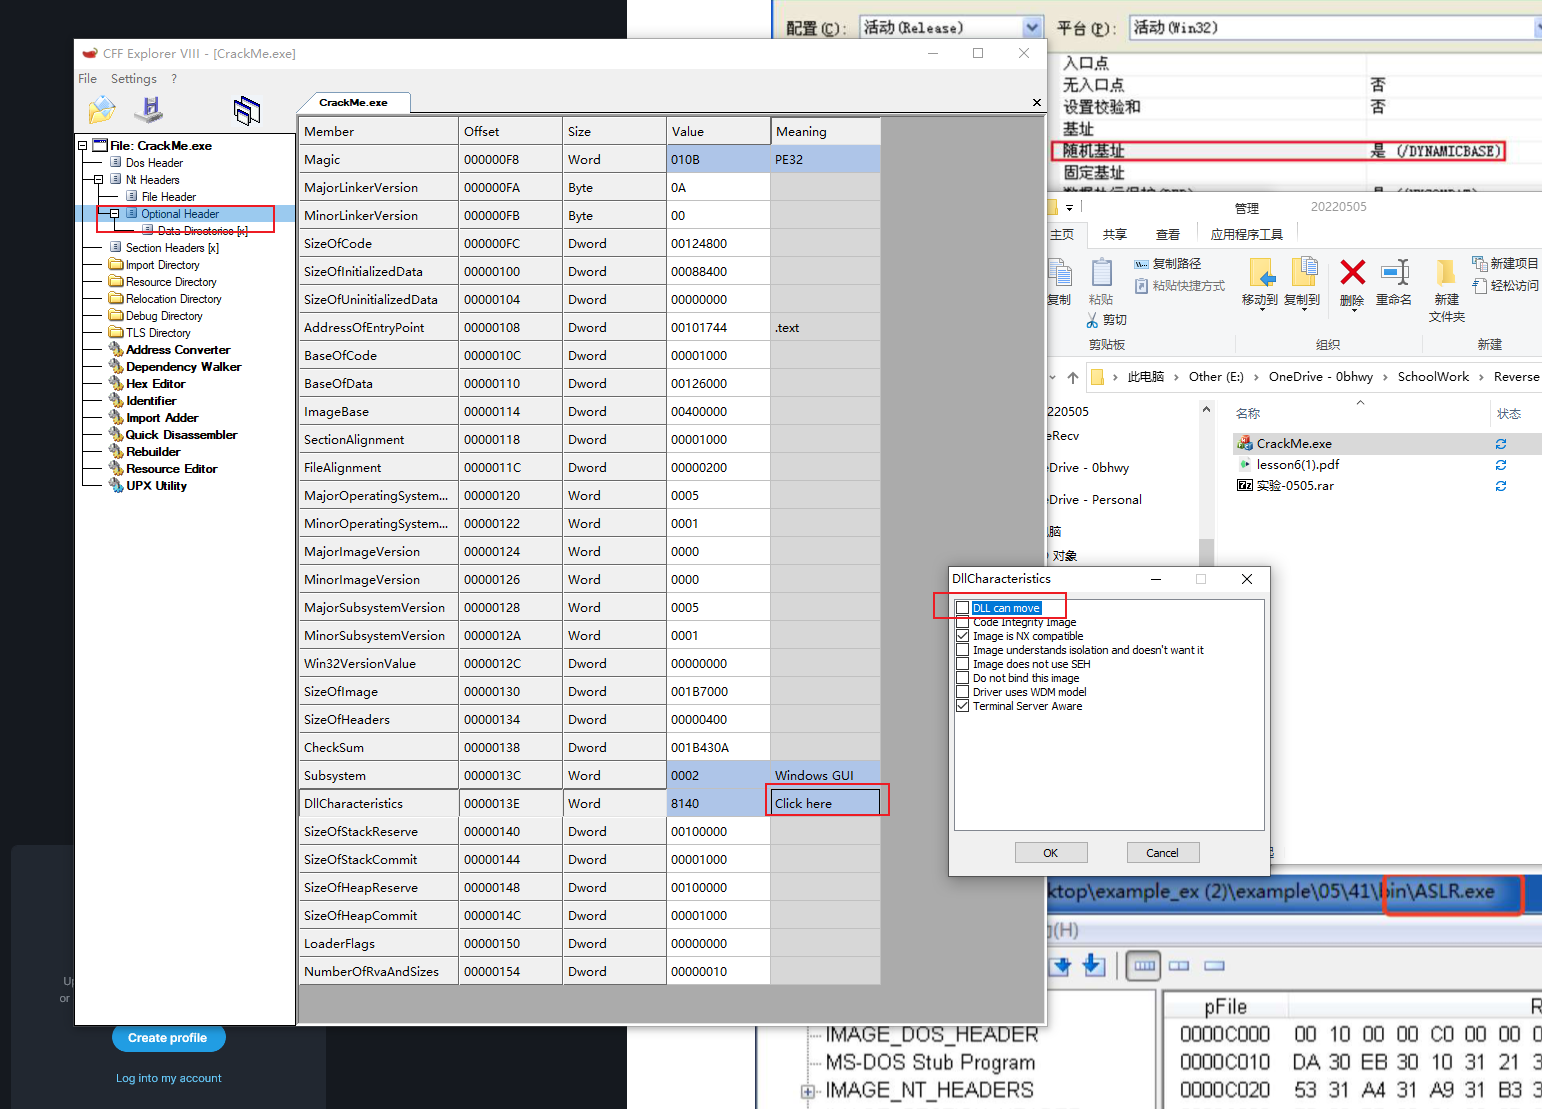 配置(C):
活动(Release)
平台(P):
活动(Win32)
入口点
无入口点
否
设置校验和
否
基址
随机基址
是 (/DYNAMICBASE)
固定基址
CFF Explorer VIII - [CrackMe.exe]
File
Settings
?
CrackMe.exe
File: CrackMe.exe
Dos Header
Nt Headers
File Header
Optional Header
Data Directories [x]
Section Headers [x]
Import Directory
Resource Directory
Relocation Directory
Debug Directory
TLS Directory
Address Converter
Dependency Walker
Hex Editor
Identifier
Import Adder
Quick Disassembler
Rebuilder
Resource Editor
UPX Utility
Member Offset Size Value Meaning
Magic 000000F8 Word 010B PE32
MajorLinkerVersion 000000FA Byte 0A
MinorLinkerVersion 000000FB Byte 00
SizeOfCode 000000FC Dword 00124800
SizeOfInitializedData 00000100 Dword 00088400
SizeOfUninitializedData 00000104 Dword 00000000
AddressOfEntryPoint 00000108 Dword 00101744 .text
BaseOfCode 0000010C Dword 00001000
BaseOfData 00000110 Dword 00126000
ImageBase 00000114 Dword 00400000
SectionAlignment 00000118 Dword 00001000
FileAlignment 0000011C Dword 00000200
MajorOperatingSystem... 00000120 Word 0005
MinorOperatingSystem... 00000122 Word 0001
MajorImageVersion 00000124 Word 0000
MinorImageVersion 00000126 Word 0000
MajorSubsystemVersion 00000128 Word 0005
MinorSubsystemVersion 0000012A Word 0001
Win32VersionValue 0000012C Dword 00000000
SizeOfImage 00000130 Dword 001B7000
SizeOfHeaders 00000134 Dword 00000400
CheckSum 00000138 Dword 001B430A
Subsystem 0000013C Word 0002 Windows GUI
DllCharacteristics 0000013E Word 8140 Click here
SizeOfStackReserve 00000140 Dword 00100000
SizeOfStackCommit 00000144 Dword 00001000
SizeOfHeapReserve 00000148 Dword 00100000
SizeOfHeapCommit 0000014C Dword 00001000
LoaderFlags 00000150 Dword 00000000
NumberOfRvaAndSizes 00000154 Dword 00000010
管理
20220505
主页
共享
查看
应用程序工具
复制
粘贴
复制路径
粘贴快捷方式
剪切
剪贴板
移动到
复制到
删除
重命名
组织
新建
文件夹
新建项目
轻松访问
新建
此电脑 › Other (E:) › OneDrive - 0bhwy › SchoolWork › Reverse
20220505
eRecv
eDrive - 0bhwy
eDrive - Personal
脑
对象
名称
状态
CrackMe.exe
lesson6(1).pdf
实验-0505.rar
DllCharacteristics
DLL can move
Code Integrity Image
Image is NX compatible
Image understands isolation and doesn't want it
Image does not use SEH
Do not bind this image
Driver uses WDM model
Terminal Server Aware
OK
Cancel
ktop\example_ex (2)\example\05\41\bin\ASLR.exe
(H)
IMAGE_DOS_HEADER
MS-DOS Stub Program
IMAGE_NT_HEADERS
pFile
R
0000C000 00 10 00 00 C0 00 00 0
0000C010 DA 30 EB 30 10 31 21 3
0000C020 53 31 A4 31 A9 31 B3 3
Up
or
Create profile
Log into my account